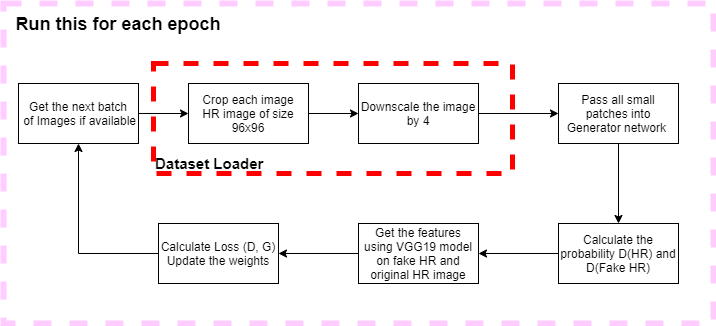 Run this for each epoch
Get the next batch
of Images if available
Crop each image
HR image of size
96x96
Downscale the image
by 4
Pass all small
patches into
Generator network
Dataset Loader
Calculate Loss (D, G)
Update the weights
Get the features
using VGG19 model
on fake HR and
original HR image
Calculate the
probability D(HR) and
D(Fake HR)